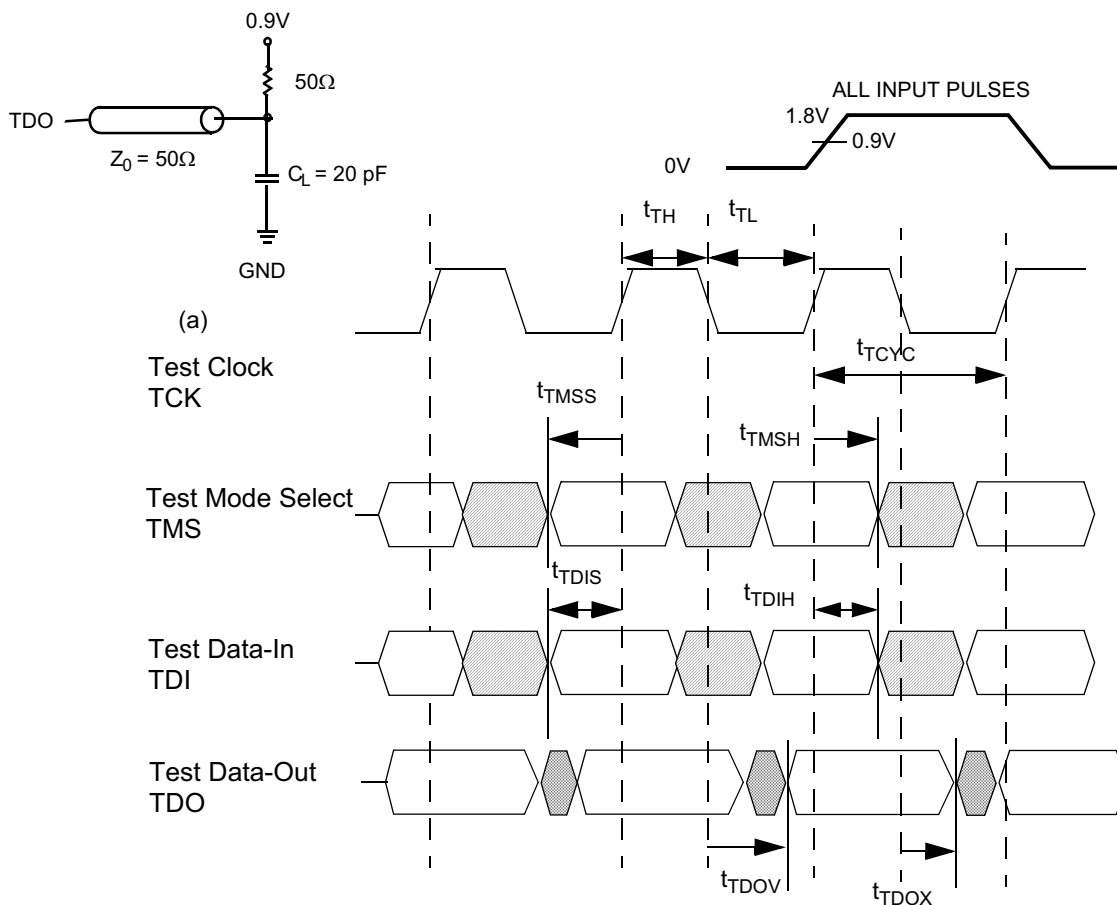 0.9V
50Ω
TDO
Z0 = 50Ω
CL = 20 pF
GND
(a)
ALL INPUT PULSES
1.8V
0.9V
0V
tTH
tTL
Test Clock
TCK
tTCYC
tTMSS
tTMSH
Test Mode Select
TMS
tTDIS
tTDIH
Test Data-In
TDI
Test Data-Out
TDO
tTDOV
tTDOX